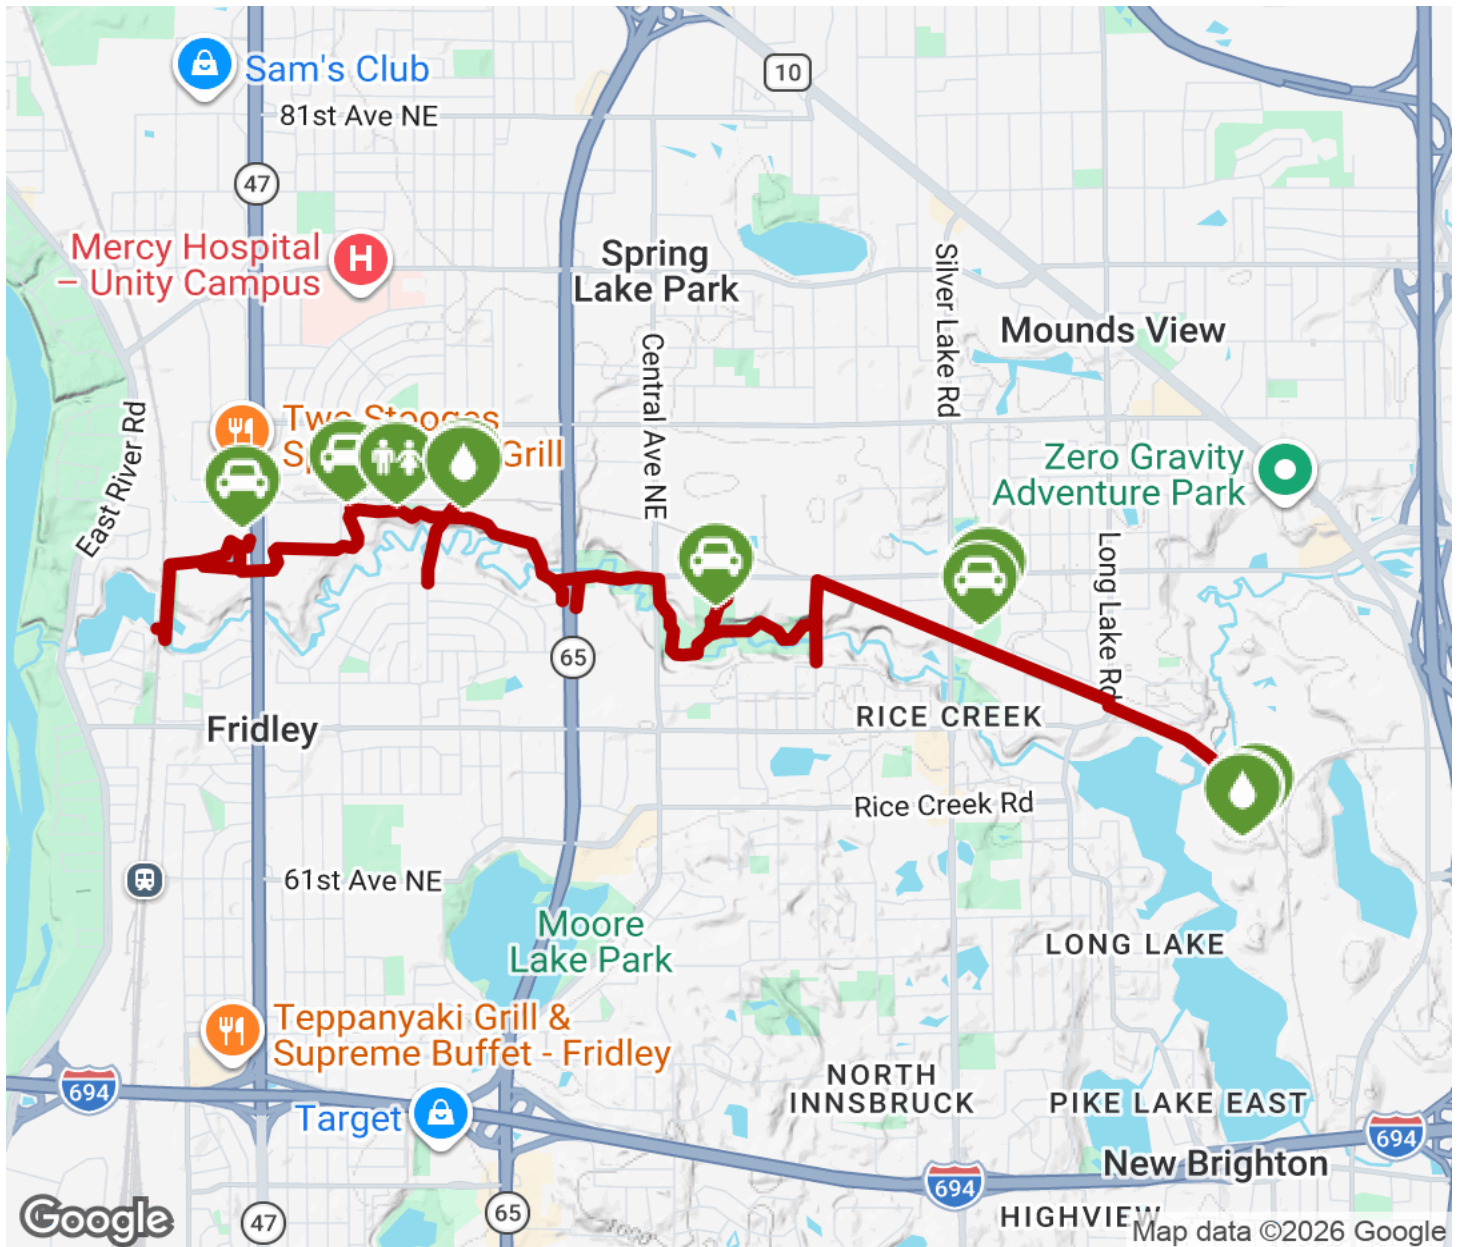 Sam's Club
10
81st Ave NE
47
Mercy Hospital
– Unity Campus
H
Spring
Lake Park
Silver Lake Rd
Mounds View
Central Ave NE
East River Rd
Two Stooges
Grill
Zero Gravity
Adventure Park
Long Lake Rd
65
Fridley
RICE CREEK
Rice Creek Rd
61st Ave NE
Moore
Lake Park
LONG LAKE
Teppanyaki Grill &
Supreme Buffet - Fridley
694
Target
NORTH
INNSBRUCK
PIKE LAKE EAST
694
New Brighton
694
47
65
HIGHVIEW
Google
Map data ©2026 Google